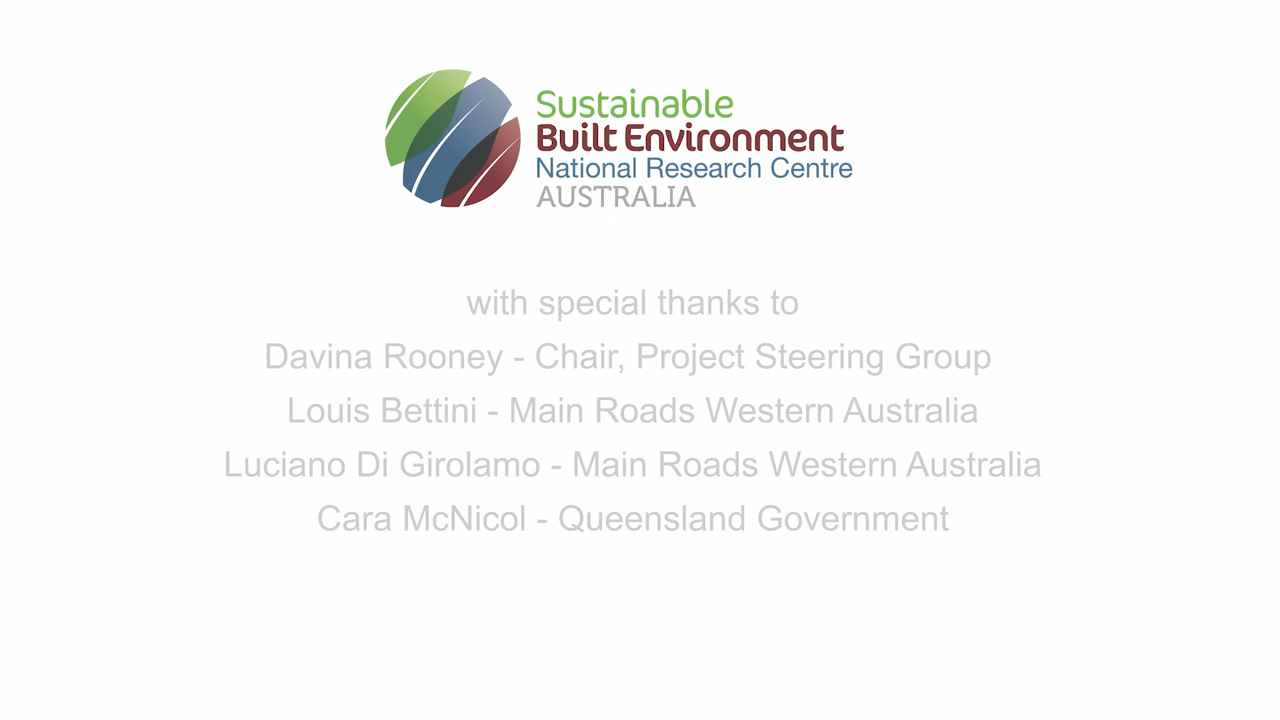 Sustainable
Built Environment
National Research Centre
AUSTRALIA
with special thanks to
Davina Rooney - Chair, Project Steering Group
Louis Bettini - Main Roads Western Australia
Luciano Di Girolamo - Main Roads Western Australia
Cara McNicol - Queensland Government